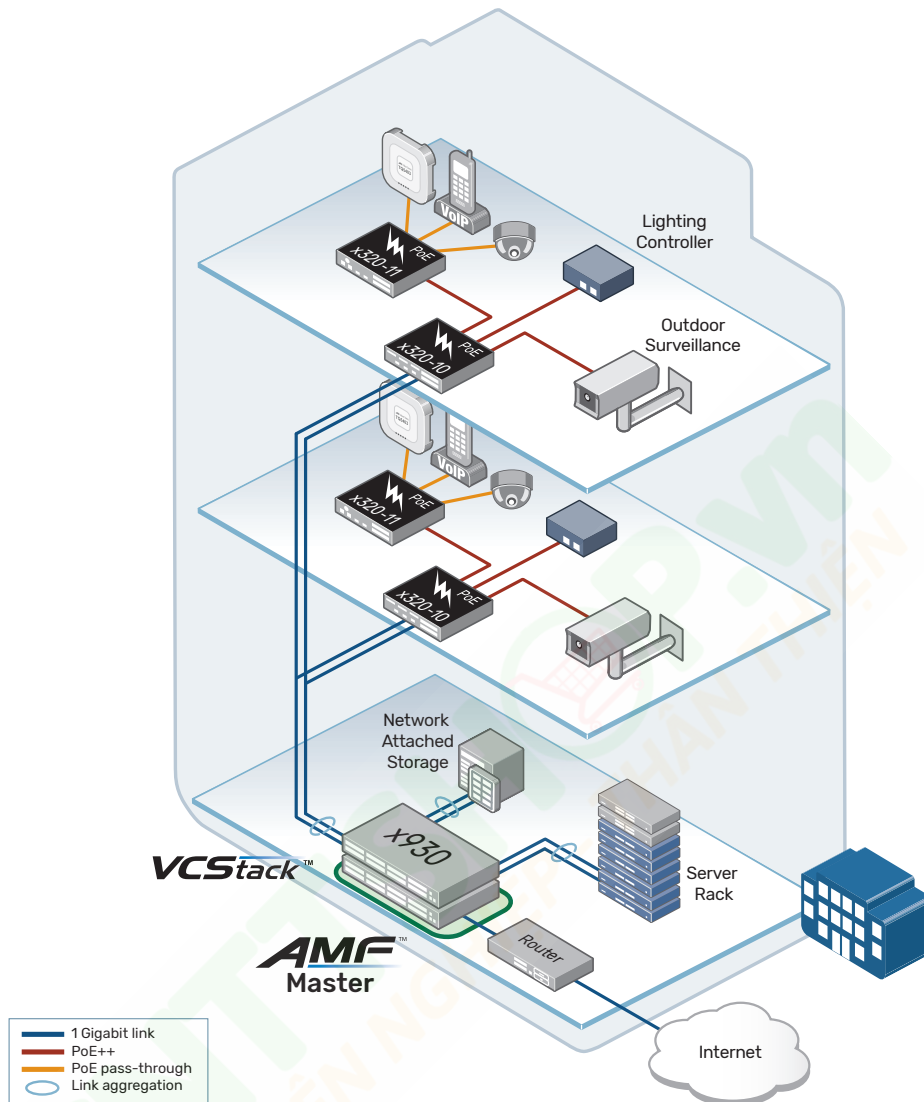 VoIP
PoE
x320-11
Lighting
Controller
PoE
x320-10
Outdoor
Surveillance
VoIP
PoE
x320-11
PoE
x320-10
Network
Attached
Storage
x930
VCStack™
Server
Rack
AMF™
Master
Router
Internet
1 Gigabit link
PoE++
PoE pass-through
Link aggregation